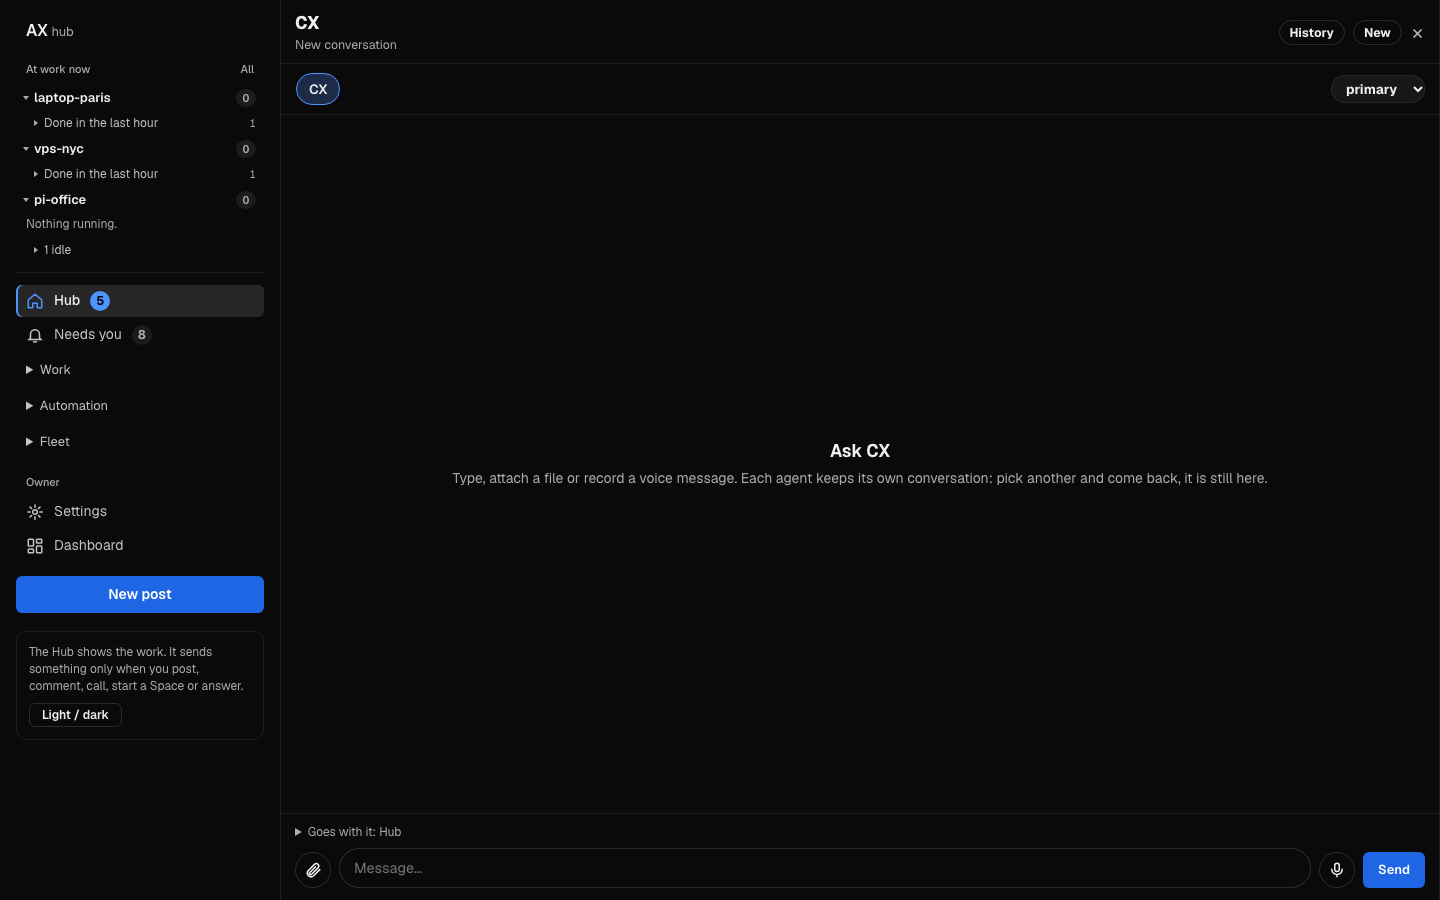 AX hub
At work now All
laptop-paris 0
Done in the last hour 1
vps-nyc 0
Done in the last hour 1
pi-office 0
Nothing running.
1 idle
Hub 5
Needs you 8
Work
Automation
Fleet
Owner
Settings
Dashboard
New post
The Hub shows the work. It sends
something only when you post,
comment, call, start a Space or answer.
Light / dark
CX
New conversation
History New
CX
primary
Ask CX
Type, attach a file or record a voice message. Each agent keeps its own conversation: pick another and come back, it is still here.
Goes with it: Hub
Message...
Send